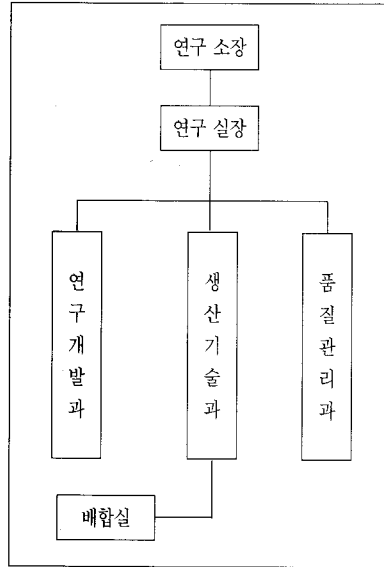 연구 소장
연구 실장
연구개발과
생산기술과
품질관리과
배합실